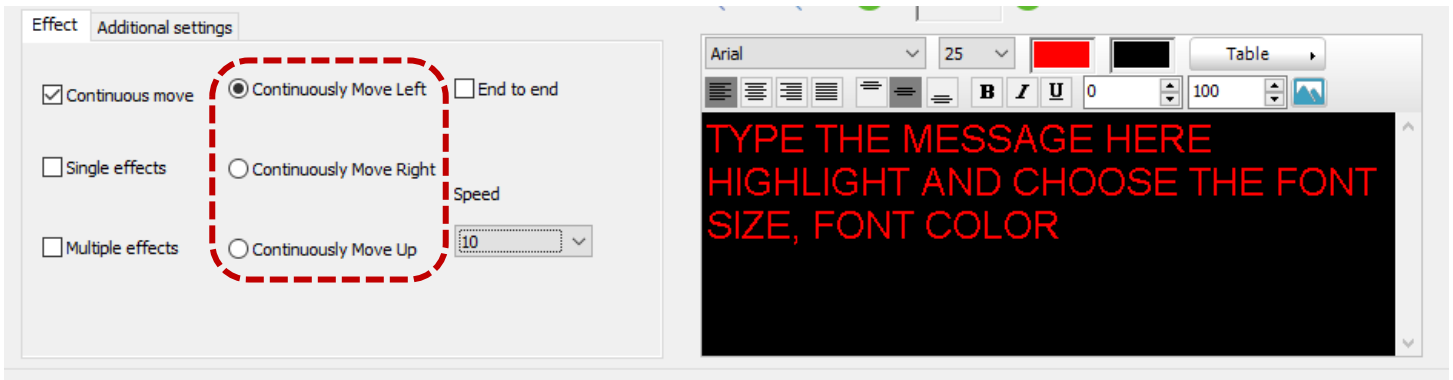 Effect Additional settings
Continuous move
Continuously Move Left
End to end
Single effects
Continuously Move Right
Speed
Multiple effects
Continuously Move Up
10
Arial 25 Table
B I U 0 100
TYPE THE MESSAGE HERE
HIGHLIGHT AND CHOOSE THE FONT
SIZE, FONT COLOR